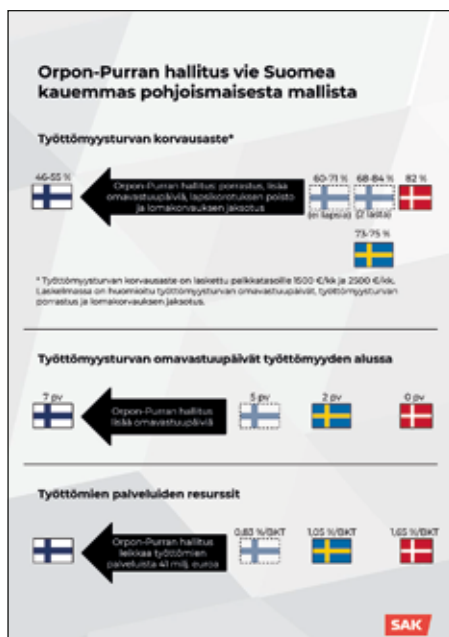 Orpon-Purran hallitus vie Suomea
kauemmas pohjoismaisesta mallista
Työttömyysturvan korvausaste*
46-55 %
Orpon-Purran hallitus: porrastus, lisää
omavastuupäiviä, lapsikorotuksen poisto
ja lomakorvauksen jaksotus
60-71 %
68-84 %
82 %
(ei lapsia)
(2 lasta)
73-75 %
* Työttömyysturvan korvausaste on laskettu palkkatasoille 1500 €/kk ja 2500 €/kk.
Laskelmassa on huomioitu työttömyysturvan omavastuupäivät, työttömyysturvan
porrastus ja lomakorvauksen jaksotus.
Työttömyysturvan omavastuupäivät työttömyyden alussa
7 pv
Orpon-Purran hallitus
lisää omavastuupäiviä
5 pv
2 pv
0 pv
Työttömien palveluiden resurssit
Orpon-Purran hallitus
leikkaa työttömien
palveluista 41 milj. euroa
0,83 %/BKT
1,05 %/BKT
1,65 %/BKT
SAK